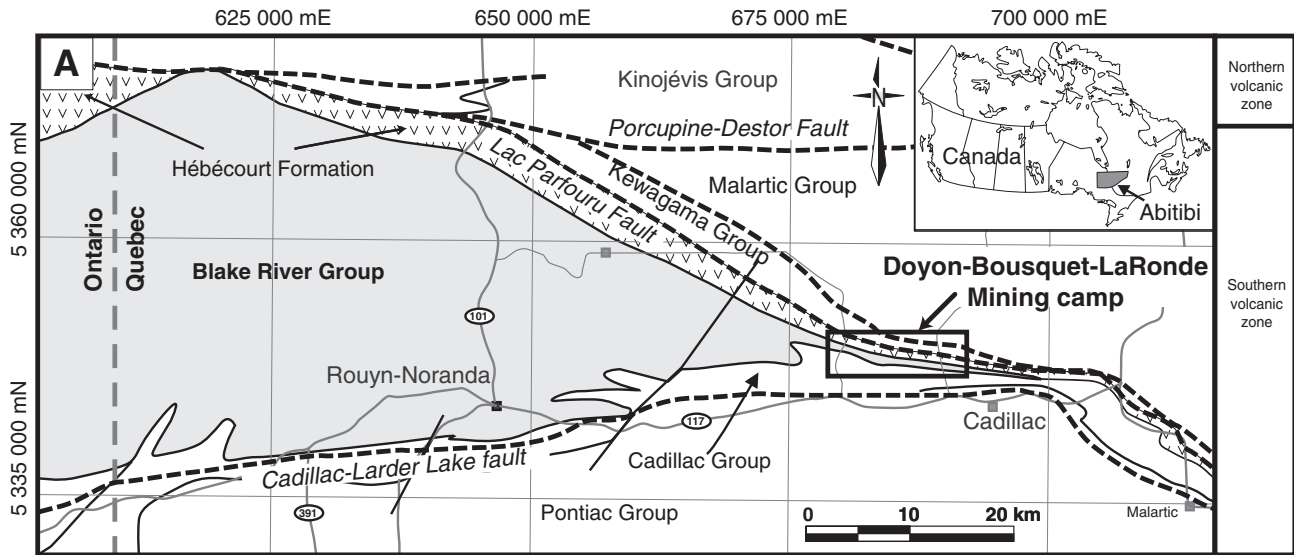 625 000 mE
650 000 mE
675 000 mE
700 000 mE
A
Kinojévis Group
N
Canada
Abitibi
Northern
volcanic
zone
Porcupine-Destor Fault
Hébécourt Formation
Lac Parfouru Fault
Kewagama Group
Malartic Group
5 360 000 mN
Ontario
Quebec
Blake River Group
Doyon-Bousquet-LaRonde
Mining camp
Southern
volcanic
zone
101
Rouyn-Noranda
117
Cadillac
5 335 000 mN
Cadillac-Larder Lake fault
Cadillac Group
391
Pontiac Group
0 10 20 km
Malartic